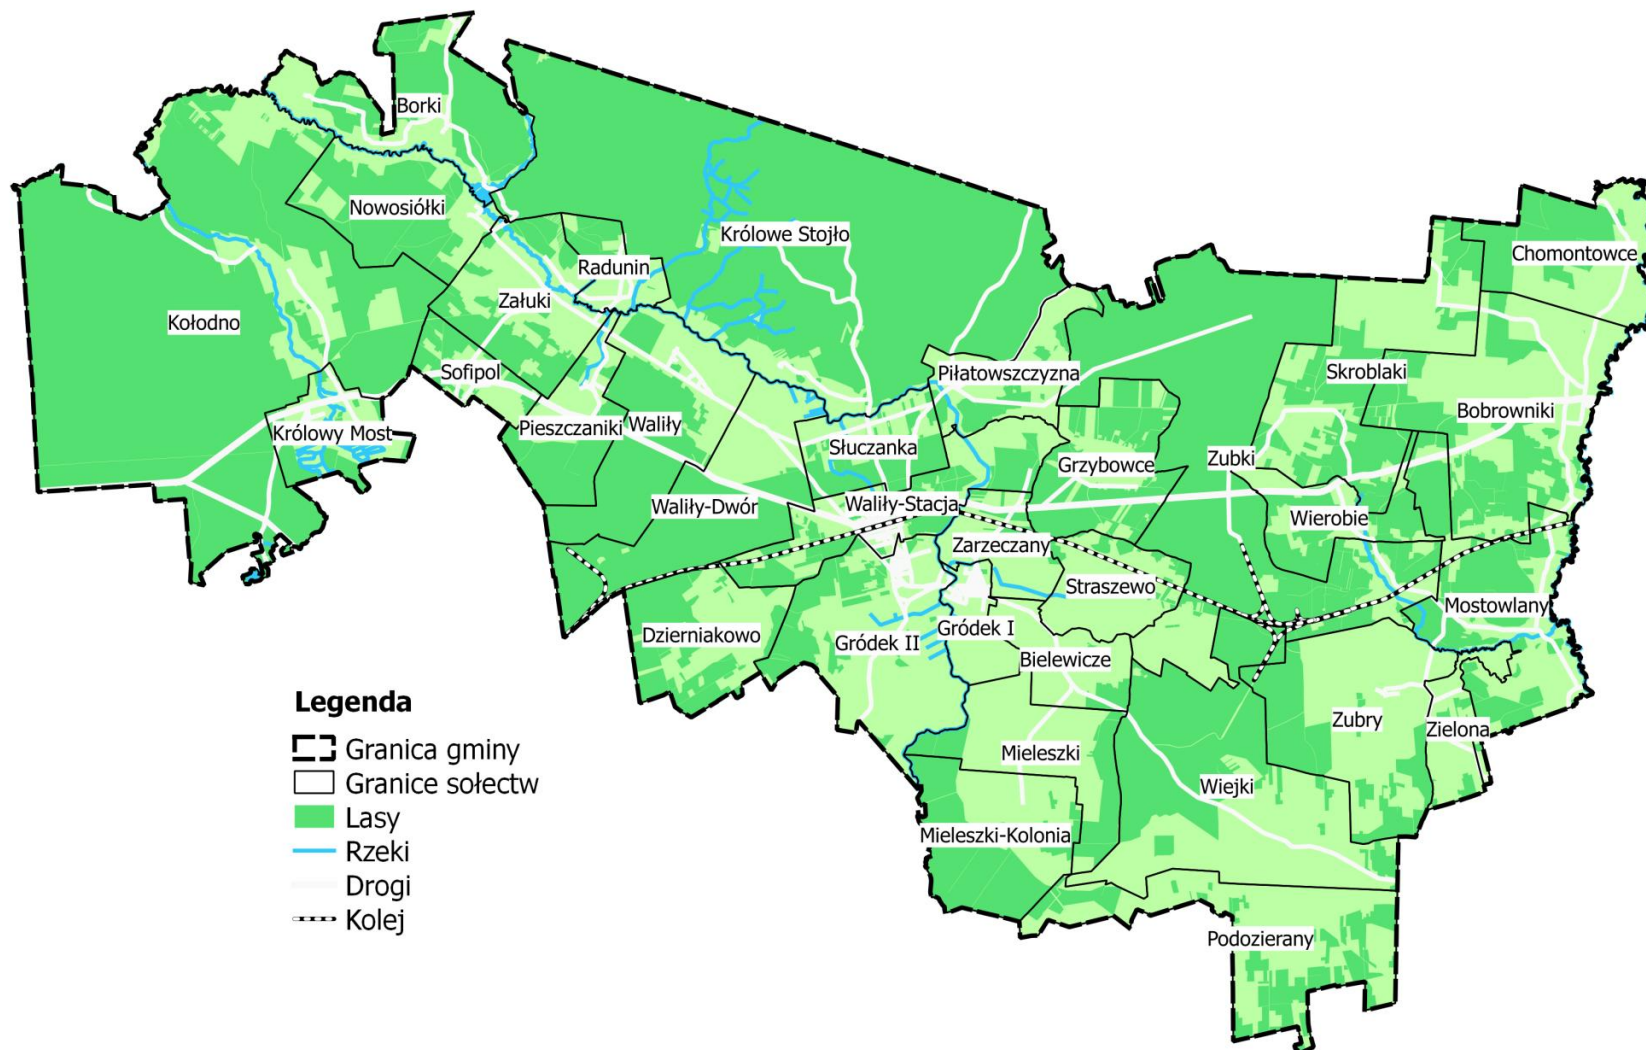 Borki
Nowosiółki
Królowe Stojło
Chomontowce
Radunin
Załuki
Kołodno
Sofipol
Piłatowszczyzna
Skroblaki
Bobrowniki
Królowy Most
Pieszczaniki
Waliły
Słuczanka
Grzybowce
Zubki
Waliły-Dwór
Waliły-Stacja
Wierobie
Zarzeczany
Straszewo
Mostowlany
Dzierniakowo
Gródek II
Gródek I
Bielewicze
Zubry
Zielona
Mieleszki
Wiejki
Mieleszki-Kolonia
Podozierany
Legenda
Granica gminy
Granice sołectw
Lasy
Rzeki
Drogi
Kolej